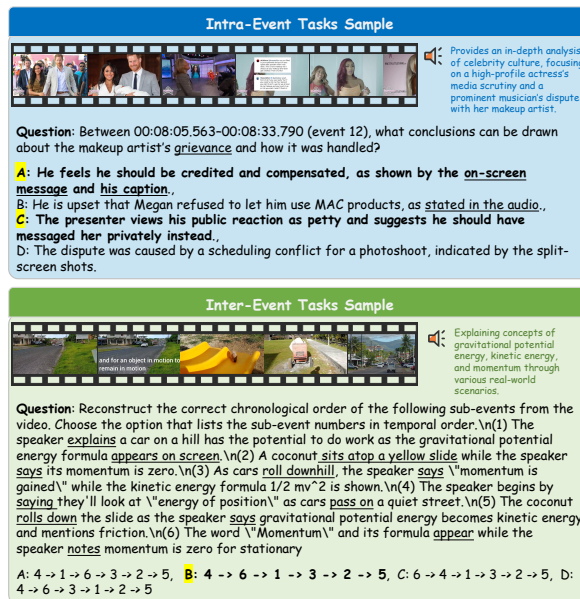 Intra-Event Tasks Sample
Provides an in-depth analysis
of celebrity culture, focusing
on a high-profile actress's
media scrutiny and a
prominent musician's dispute
with her makeup artist.
Question: Between 00:08:05.563–00:08:33.790 (event 12), what conclusions can be drawn
about the makeup artist's grievance and how it was handled?
A: He feels he should be credited and compensated, as shown by the on-screen
message and his caption.,
B: He is upset that Megan refused to let him use MAC products, as stated in the audio.,
C: The presenter views his public reaction as petty and suggests he should have
messaged her privately instead.,
D: The dispute was caused by a scheduling conflict for a photoshoot, indicated by the split-
screen shots.
Inter-Event Tasks Sample
and for an object in motion to
remain in motion
Explaining concepts of
gravitational potential
energy, kinetic energy,
and momentum through
various real-world
scenarios.
Question: Reconstruct the correct chronological order of the following sub-events from the
video. Choose the option that lists the sub-event numbers in temporal order.\n(1) The
speaker explains a car on a hill has the potential to do work as the gravitational potential
energy formula appears on screen.\n(2) A coconut sits atop a yellow slide while the speaker
says its momentum is zero.\n(3) As cars roll downhill, the speaker says \"momentum is
gained\" while the kinetic energy formula 1/2 mv^2 is shown.\n(4) The speaker begins by
saying they'll look at \"energy of position\" as cars pass on a quiet street.\n(5) The coconut
rolls down the slide as the speaker says gravitational potential energy becomes kinetic energy
and mentions friction.\n(6) The word \"Momentum\" and its formula appear while the
speaker notes momentum is zero for stationary
A: 4 -> 1 -> 6 -> 3 -> 2 -> 5, B: 4 -> 6 -> 1 -> 3 -> 2 -> 5, C: 6 -> 4 -> 1 -> 3 -> 2 -> 5, D:
4 -> 6 -> 3 -> 1 -> 2 -> 5